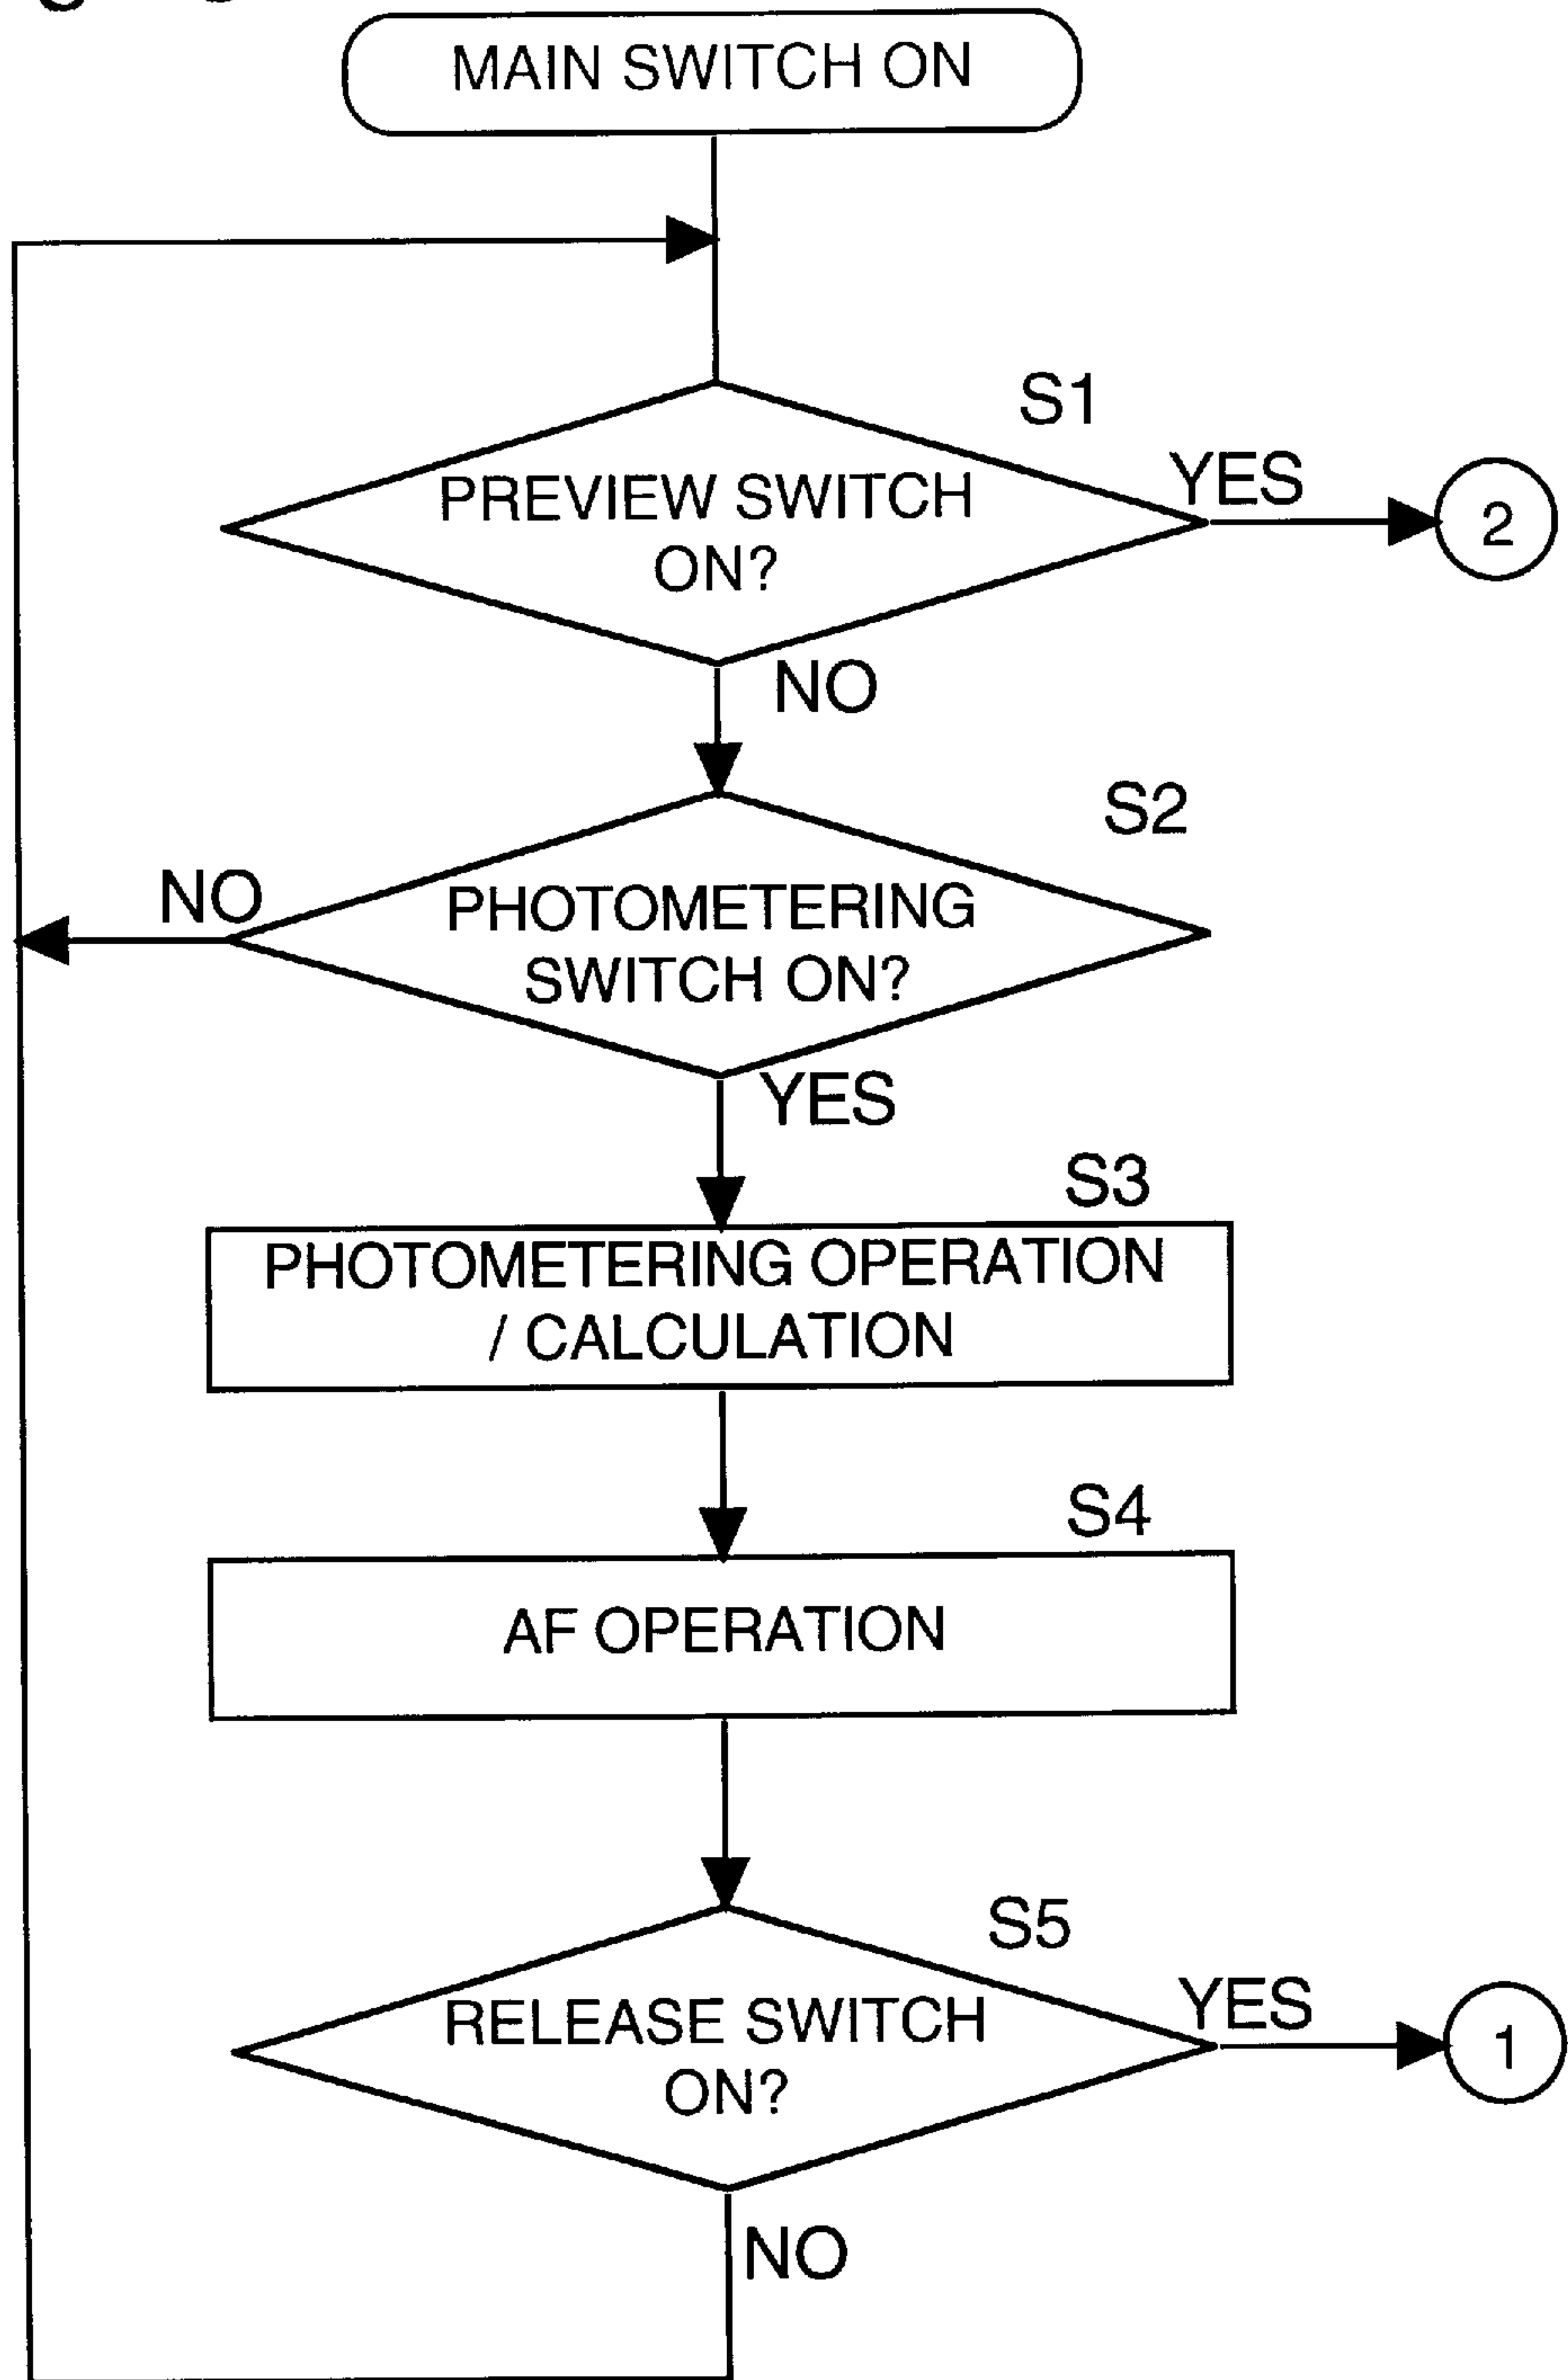 MAIN SWITCH ON
S1
PREVIEW SWITCH
ON?
YES
2
NO
S2
NO
PHOTOMETERING
SWITCH ON?
YES
S3
PHOTOMETERING OPERATION
/ CALCULATION
S4
AF OPERATION
S5
RELEASE SWITCH
ON?
YES
1
NO